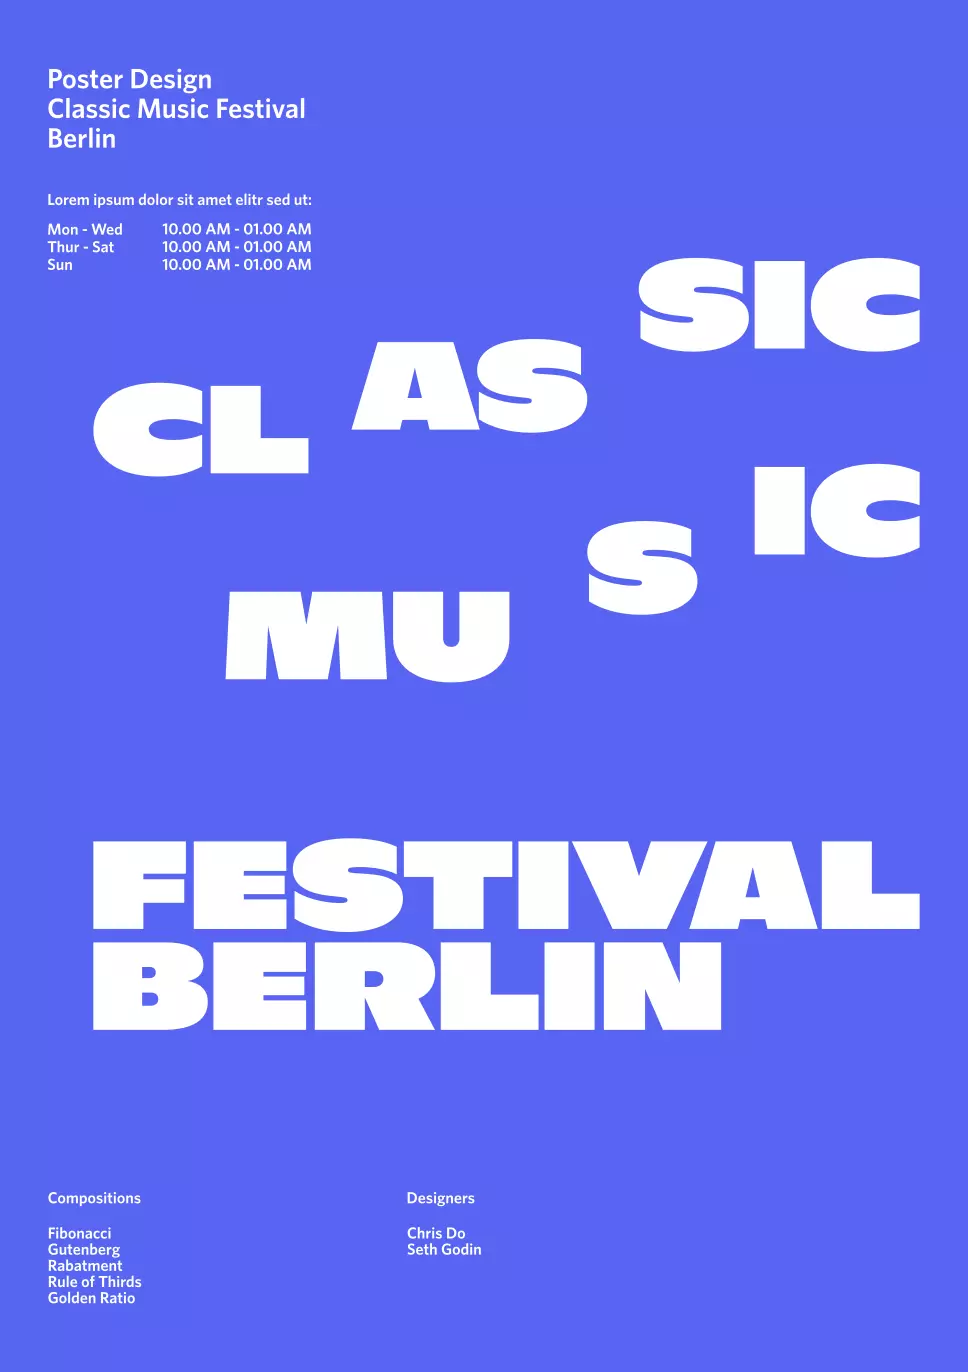 Poster Design
Classic Music Festival
Berlin
Lorem ipsum dolor sit amet elitr sed ut:
Mon - Wed 10.00 AM - 01.00 AM
Thur - Sat 10.00 AM - 01.00 AM
Sun 10.00 AM - 01.00 AM
CL AS SIC
MU S IC
FESTIVAL
BERLIN
Compositions
Fibonacci
Gutenberg
Rabatment
Rule of Thirds
Golden Ratio
Designers
Chris Do
Seth Godin